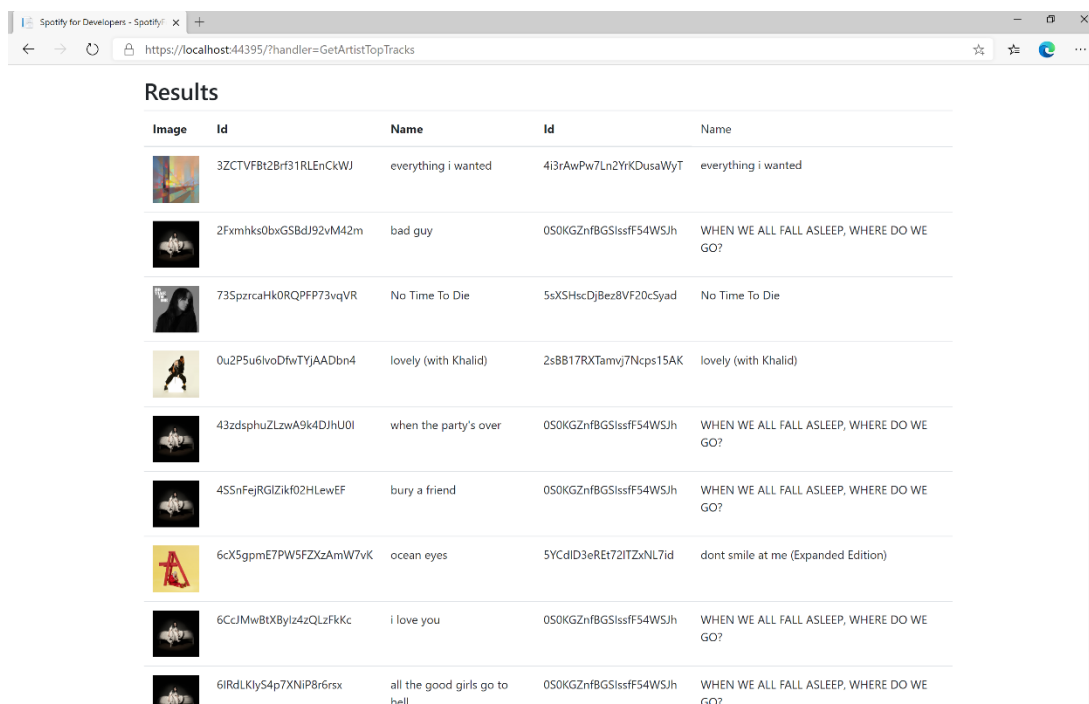 Spotify for Developers - SpotifyF
https://localhost:44395/?handler=GetArtistTopTracks
Results
Image Id Name Id Name
3ZCTVFBt2Brf31RLEnCkWJ everything i wanted 4i3rAwPw7Ln2YrKDusaWyT everything i wanted
2Fxmhks0bxGSBdJ92vM42m bad guy 0S0KGZnfBGSIssfF54WSJh WHEN WE ALL FALL ASLEEP, WHERE DO WE
GO?
73SpzrcaHk0RQPFP73vqVR No Time To Die 5sXSHscDjBez8VF20cSyad No Time To Die
0u2P5u6lvoDfwTYjAADbn4 lovely (with Khalid) 2sBB17RXTamvj7Ncps15AK lovely (with Khalid)
43zdsphuZLzwA9k4DJhU0I when the party's over 0S0KGZnfBGSIssfF54WSJh WHEN WE ALL FALL ASLEEP, WHERE DO WE
GO?
4SSnFejRGlZikf02HLewEF bury a friend 0S0KGZnfBGSIssfF54WSJh WHEN WE ALL FALL ASLEEP, WHERE DO WE
GO?
6cX5gpmE7PW5FZXzAmW7vK ocean eyes 5YCdID3eREt72ITZxNL7id dont smile at me (Expanded Edition)
6CcJMwBtXByIz4zQLzFkKc i love you 0S0KGZnfBGSIssfF54WSJh WHEN WE ALL FALL ASLEEP, WHERE DO WE
GO?
6IRdLKIyS4p7XNiP8r6rsx all the good girls go to 0S0KGZnfBGSIssfF54WSJh WHEN WE ALL FALL ASLEEP, WHERE DO WE
hell GO?